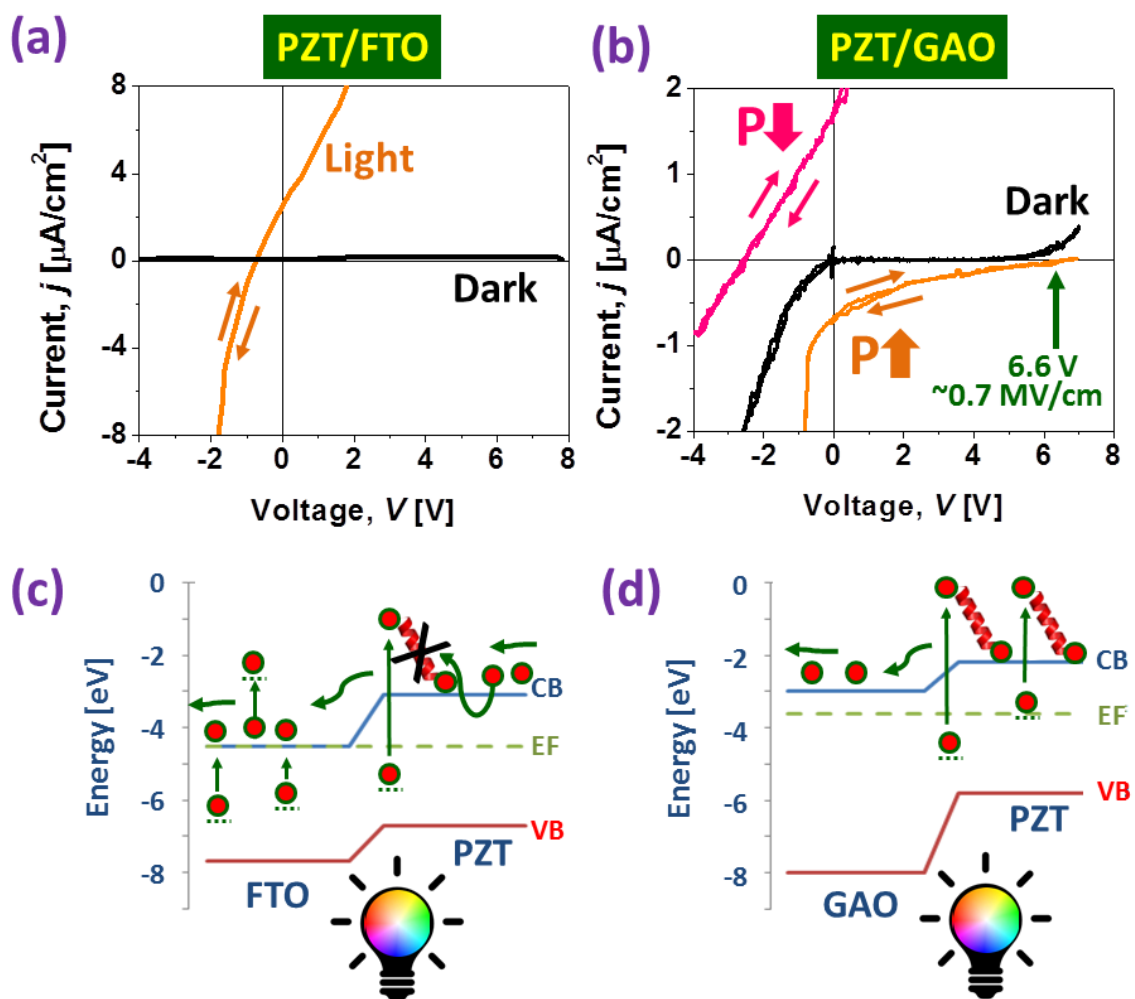 (a)
PZT/FTO
8
4
0
-4
-8
Current, j [µA/cm²]
Light
Dark
-4 -2 0 2 4 6 8
Voltage, V [V]
(b)
PZT/GAO
2
1
0
-1
-2
Current, j [µA/cm²]
P
Dark
P
6.6 V
~0.7 MV/cm
-4 -2 0 2 4 6 8
Voltage, V [V]
(c)
0
-2
-4
-6
-8
Energy [eV]
CB
EF
VB
FTO
PZT
(d)
0
-2
-4
-6
-8
Energy [eV]
CB
EF
VB
GAO
PZT